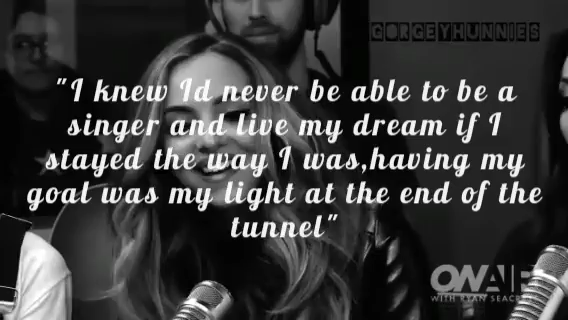 GORGEYHUNNIES
"I knew Id never be able to be a
singer and live my dream if I
stayed the way I was,having my
goal was my light at the end of the
tunnel"
ON AIR
WITH RYAN SEACREST